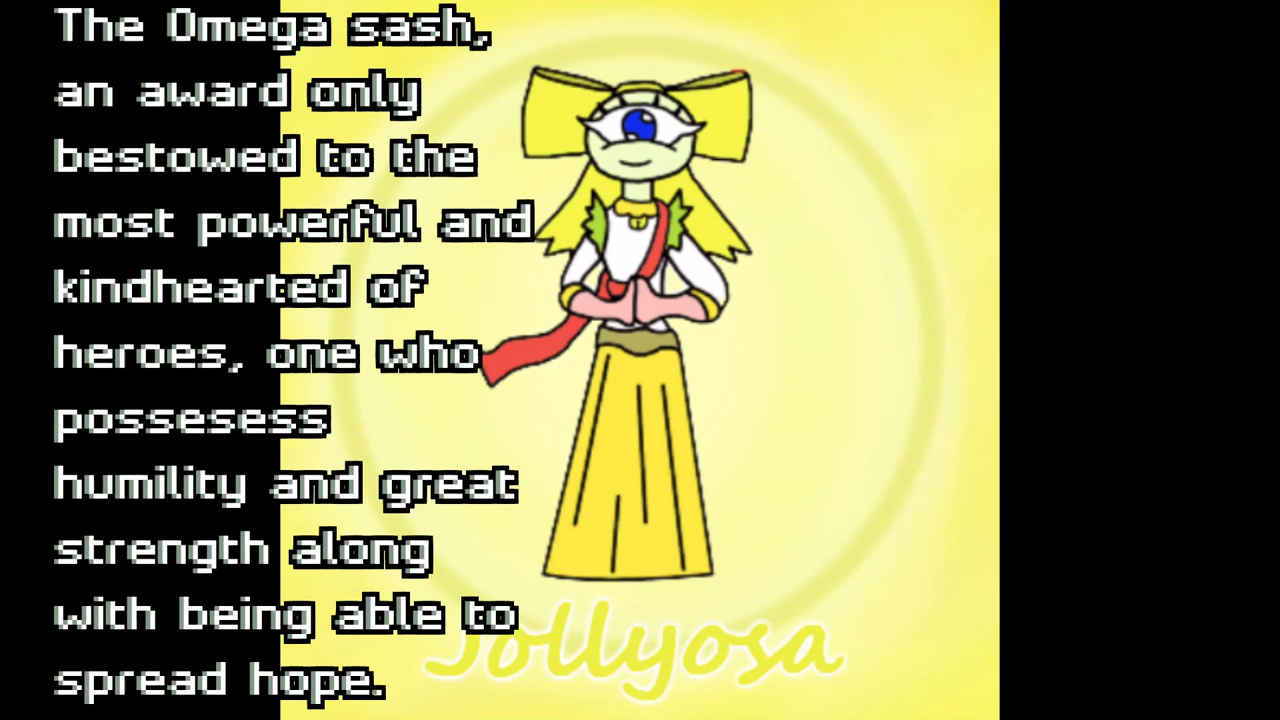 The Omega sash,
an award only
bestowed to the
most powerful and
kindhearted of
heroes, one who
possesess
humility and great
strength along
with being able to
spread hope.
Jollyosa